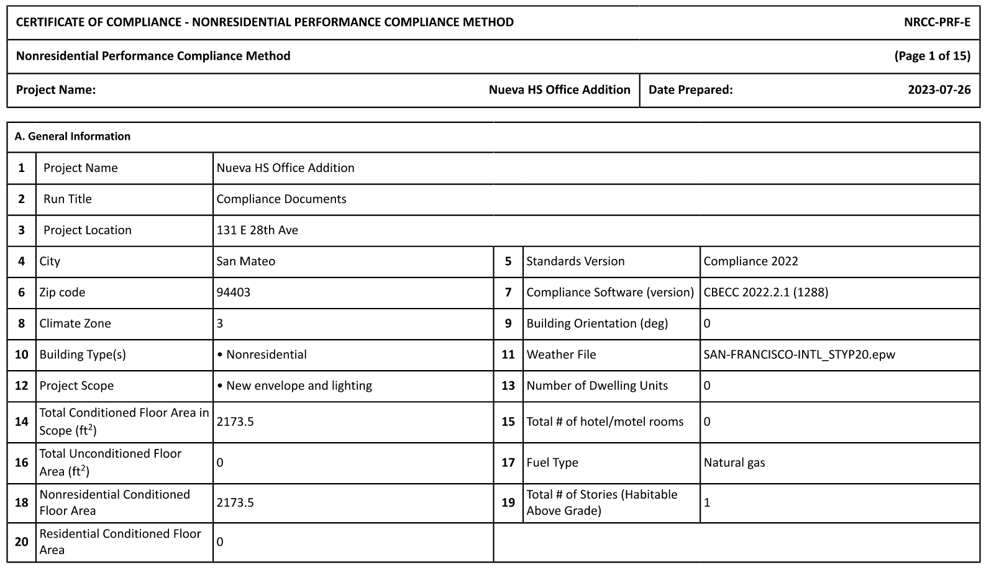 CERTIFICATE OF COMPLIANCE - NONRESIDENTIAL PERFORMANCE COMPLIANCE METHOD NRCC-PRF-E
Nonresidential Performance Compliance Method (Page 1 of 15)
Project Name: Nueva HS Office Addition Date Prepared: 2023-07-26
A. General Information
1 Project Name Nueva HS Office Addition
2 Run Title Compliance Documents
3 Project Location 131 E 28th Ave
4 City San Mateo 5 Standards Version Compliance 2022
6 Zip code 94403 7 Compliance Software (version) CBECC 2022.2.1 (1288)
8 Climate Zone 3 9 Building Orientation (deg) 0
10 Building Type(s) • Nonresidential 11 Weather File SAN-FRANCISCO-INTL_STYP20.epw
12 Project Scope • New envelope and lighting 13 Number of Dwelling Units 0
14 Total Conditioned Floor Area in
Scope (ft²) 2173.5 15 Total # of hotel/motel rooms 0
16 Total Unconditioned Floor
Area (ft²) 0 17 Fuel Type Natural gas
18 Nonresidential Conditioned
Floor Area 2173.5 19 Total # of Stories (Habitable
Above Grade) 1
20 Residential Conditioned Floor
Area 0